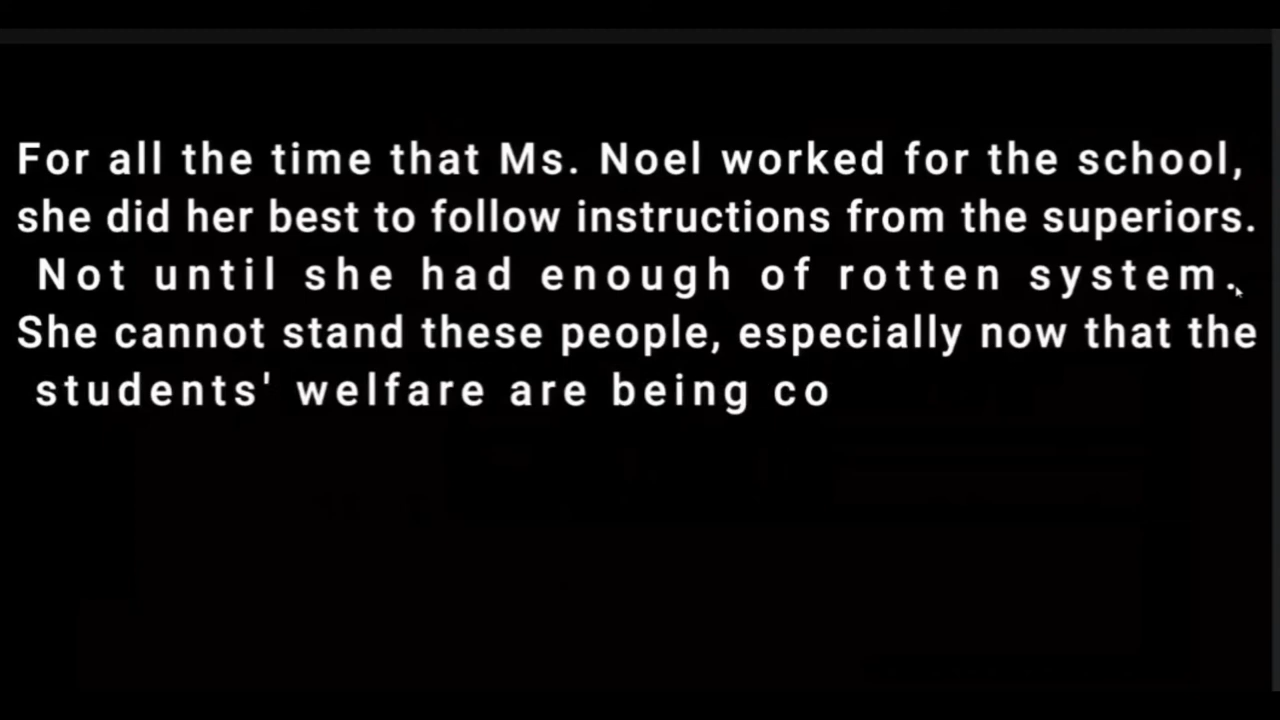 For all the time that Ms. Noel worked for the school,
she did her best to follow instructions from the superiors.
Not until she had enough of rotten system.
She cannot stand these people, especially now that the
students' welfare are being co